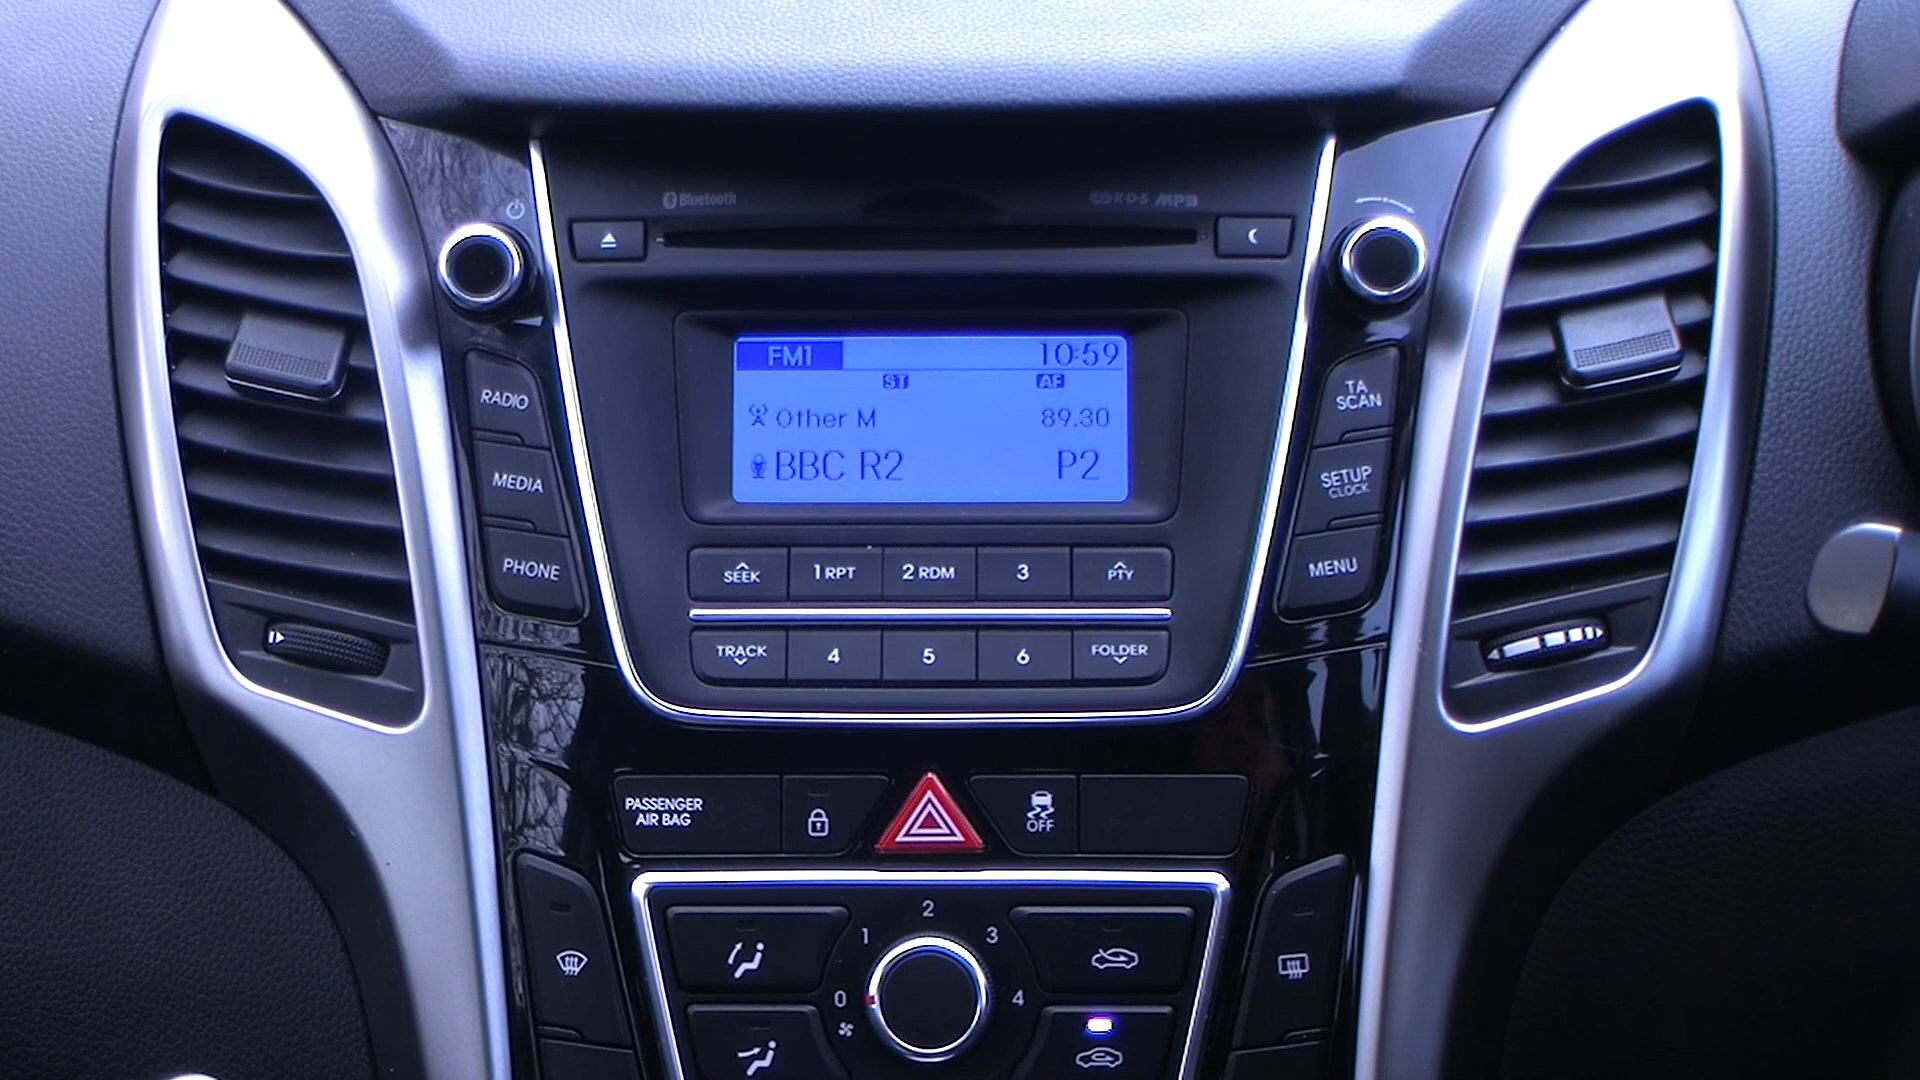 Bluetooth
R·D·S MP3
FM1 10:59
ST AF
Other M 89.30
BBC R2 P2
RADIO
MEDIA
PHONE
TA
SCAN
SETUP
CLOCK
MENU
SEEK 1 RPT 2 RDM 3 PTY
TRACK 4 5 6 FOLDER
PASSENGER
AIR BAG
OFF
0 1 2 3 4